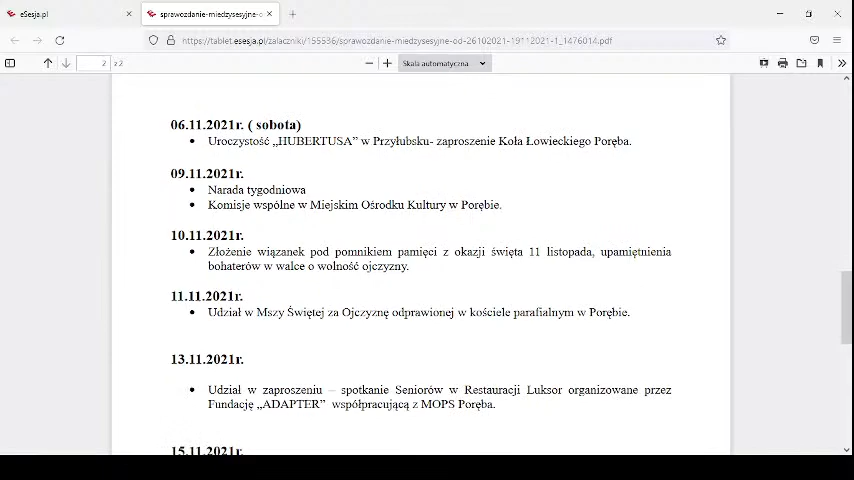 eSesja.pl
sprawozdanie-miedzysesyjne-o
https://tablet.esesja.pl/zalaczniki/155536/sprawozdanie-miedzysesyjne-od-26102021-19112021-1_1476014.pdf
2 z 2
Skala automatyczna
06.11.2021r. ( sobota)
• Uroczystość „HUBERTUSA” w Przyłubsku- zaproszenie Koła Łowieckiego Poręba.
09.11.2021r.
• Narada tygodniowa
• Komisje wspólne w Miejskim Ośrodku Kultury w Porębie.
10.11.2021r.
• Złożenie wiązanek pod pomnikiem pamięci z okazji święta 11 listopada, upamiętnienia
bohaterów w walce o wolność ojczyzny.
11.11.2021r.
• Udział w Mszy Świętej za Ojczyznę odprawionej w kościele parafialnym w Porębie.
13.11.2021r.
• Udział w zaproszeniu – spotkanie Seniorów w Restauracji Luksor organizowane przez
Fundację „ADAPTER” współpracującą z MOPS Poręba.
15.11.2021r.